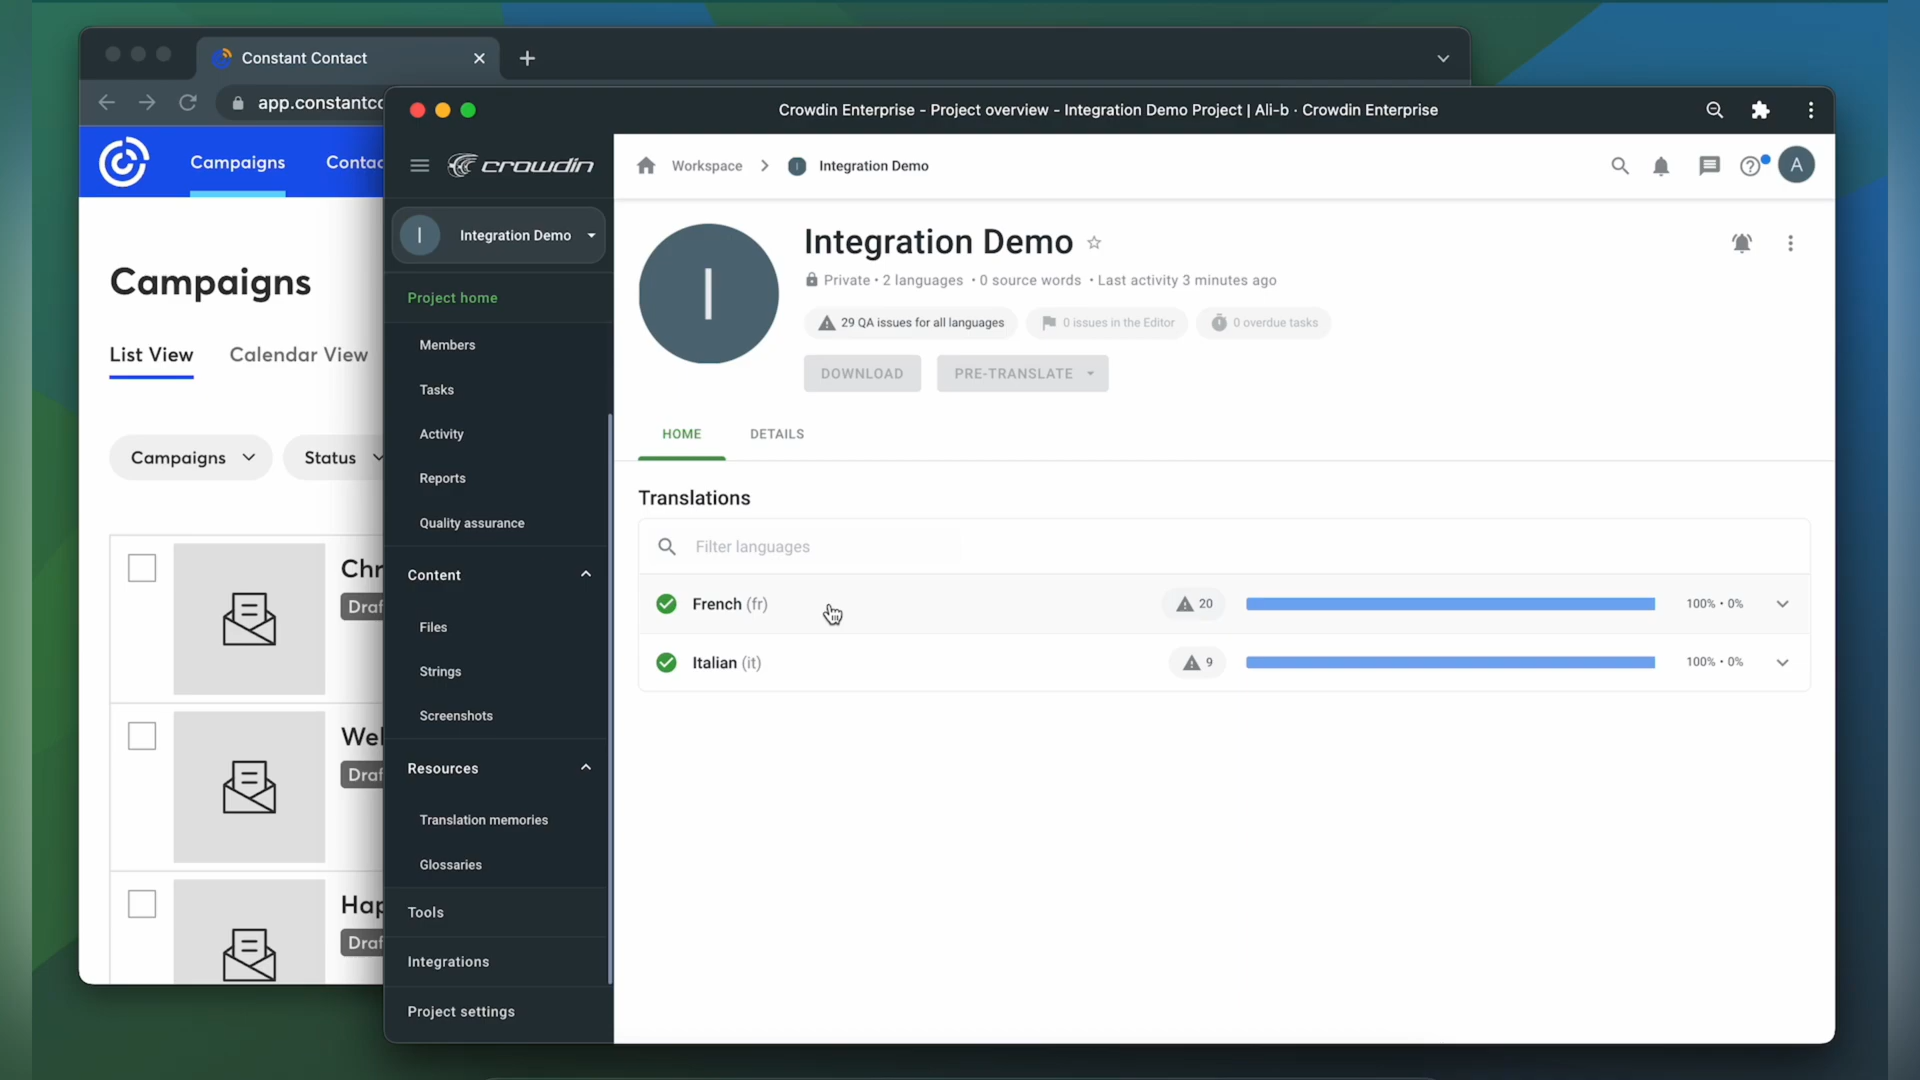 Constant Contact
app.constantcc
Campaigns
Contac
Campaigns
List View
Calendar View
Campaigns
Status
Chr
Draf
Wel
Draf
Hap
Draf
Crowdin Enterprise - Project overview - Integration Demo Project | Ali-b · Crowdin Enterprise
crowdin
Workspace
Integration Demo
A
I
Integration Demo
Project home
Members
Tasks
Activity
Reports
Quality assurance
Content
Files
Strings
Screenshots
Resources
Translation memories
Glossaries
Tools
Integrations
Project settings
I
Integration Demo
Private • 2 languages • 0 source words • Last activity 3 minutes ago
29 QA issues for all languages
0 issues in the Editor
0 overdue tasks
DOWNLOAD
PRE-TRANSLATE
HOME
DETAILS
Translations
Filter languages
French (fr)
20
100% • 0%
Italian (it)
9
100% • 0%